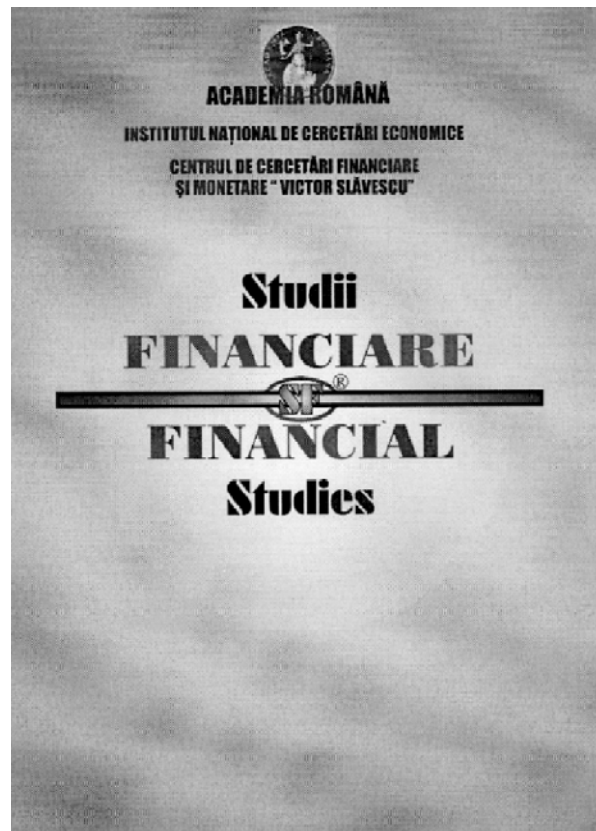 ACADEMIA ROMÂNĂ
INSTITUTUL NAȚIONAL DE CERCETĂRI ECONOMICE
CENTRUL DE CERCETĂRI FINANCIARE
ȘI MONETARE " VICTOR SLĂVESCU"
Studii
FINANCIARE
SF®
FINANCIAL
Studies